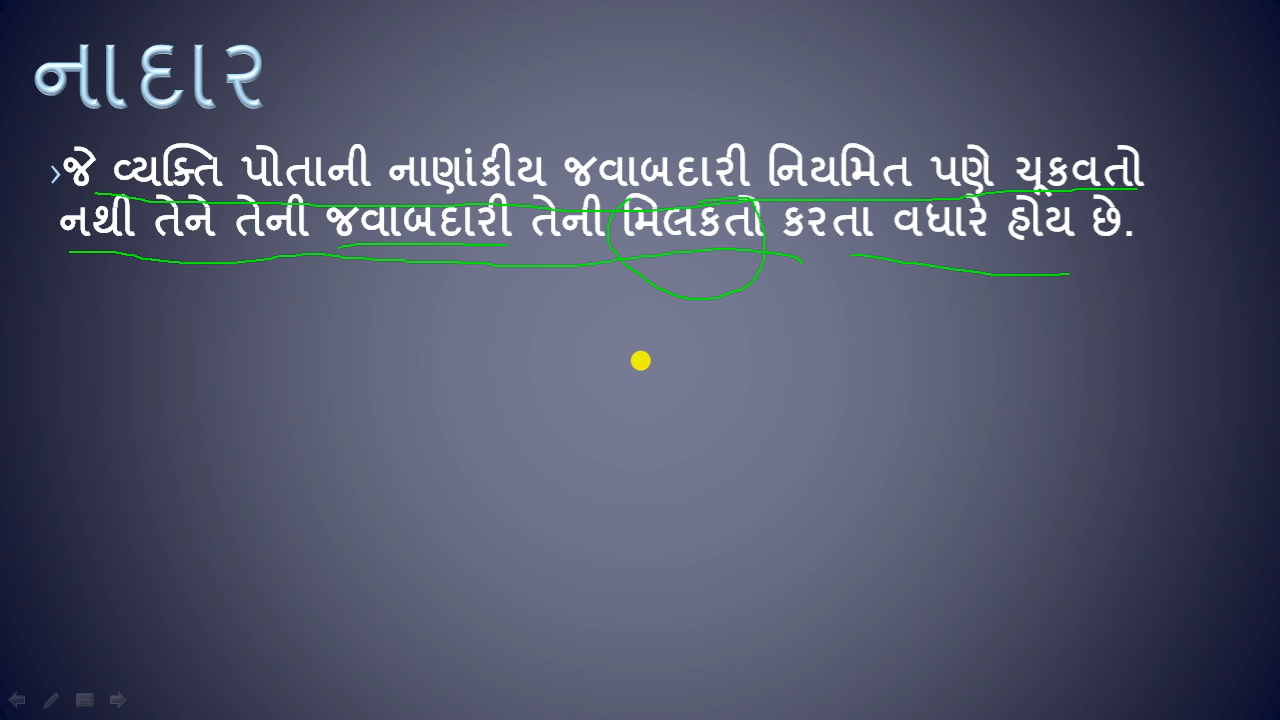 નાદાર
જે વ્યક્તિ પોતાની નાણાંકીય જવાબદારી નિયમિત પણે ચૂકવતો
નથી તેને તેની જવાબદારી તેની મિલકતો કરતા વધારે હોય છે.